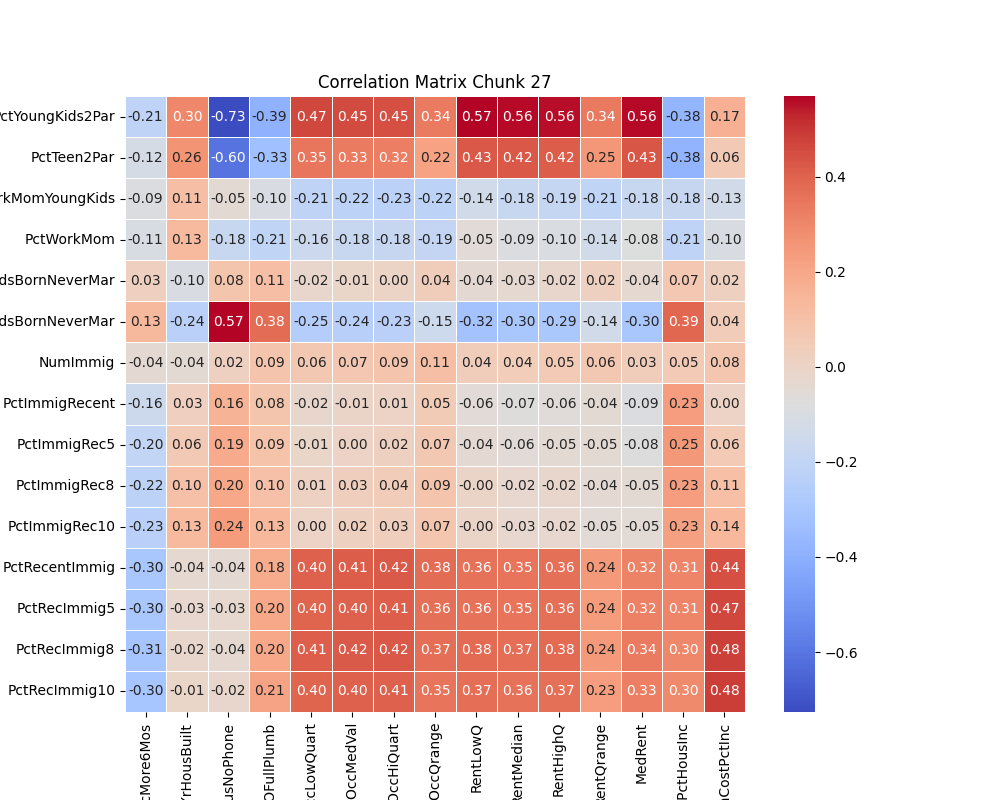 Correlation Matrix Chunk 27
ctYoungKids2Par -0.21 0.30 -0.73 -0.39 0.47 0.45 0.45 0.34 0.57 0.56 0.56 0.34 0.56 -0.38 0.17
PctTeen2Par -0.12 0.26 -0.60 -0.33 0.35 0.33 0.32 0.22 0.43 0.42 0.42 0.25 0.43 -0.38 0.06
rkMomYoungKids -0.09 0.11 -0.05 -0.10 -0.21 -0.22 -0.23 -0.22 -0.14 -0.18 -0.19 -0.21 -0.18 -0.18 -0.13
PctWorkMom -0.11 0.13 -0.18 -0.21 -0.16 -0.18 -0.18 -0.19 -0.05 -0.09 -0.10 -0.14 -0.08 -0.21 -0.10
dsBornNeverMar 0.03 -0.10 0.08 0.11 -0.02 -0.01 0.00 0.04 -0.04 -0.03 -0.02 0.02 -0.04 0.07 0.02
dsBornNeverMar 0.13 -0.24 0.57 0.38 -0.25 -0.24 -0.23 -0.15 -0.32 -0.30 -0.29 -0.14 -0.30 0.39 0.04
NumImmig -0.04 -0.04 0.02 0.09 0.06 0.07 0.09 0.11 0.04 0.04 0.05 0.06 0.03 0.05 0.08
PctImmigRecent -0.16 0.03 0.16 0.08 -0.02 -0.01 0.01 0.05 -0.06 -0.07 -0.06 -0.04 -0.09 0.23 0.00
PctImmigRec5 -0.20 0.06 0.19 0.09 -0.01 0.00 0.02 0.07 -0.04 -0.06 -0.05 -0.05 -0.08 0.25 0.06
PctImmigRec8 -0.22 0.10 0.20 0.10 0.01 0.03 0.04 0.09 -0.00 -0.02 -0.02 -0.04 -0.05 0.23 0.11
PctImmigRec10 -0.23 0.13 0.24 0.13 0.00 0.02 0.03 0.07 -0.00 -0.03 -0.02 -0.05 -0.05 0.23 0.14
PctRecentImmig -0.30 -0.04 -0.04 0.18 0.40 0.41 0.42 0.38 0.36 0.35 0.36 0.24 0.32 0.31 0.44
PctRecImmig5 -0.30 -0.03 -0.03 0.20 0.40 0.40 0.41 0.36 0.36 0.35 0.36 0.24 0.32 0.31 0.47
PctRecImmig8 -0.31 -0.02 -0.04 0.20 0.41 0.42 0.42 0.37 0.38 0.37 0.38 0.24 0.34 0.30 0.48
PctRecImmig10 -0.30 -0.01 -0.02 0.21 0.40 0.40 0.41 0.35 0.37 0.36 0.37 0.23 0.33 0.30 0.48
cMore6Mos
YrHousBuilt
usNoPhone
OFullPlumb
ccLowQuart
OccMedVal
OccHiQuart
OccQrange
RentLowQ
RentMedian
RentHighQ
RentQrange
MedRent
PctHousInc
nCostPctInc
0.4
0.2
0.0
−0.2
−0.4
−0.6